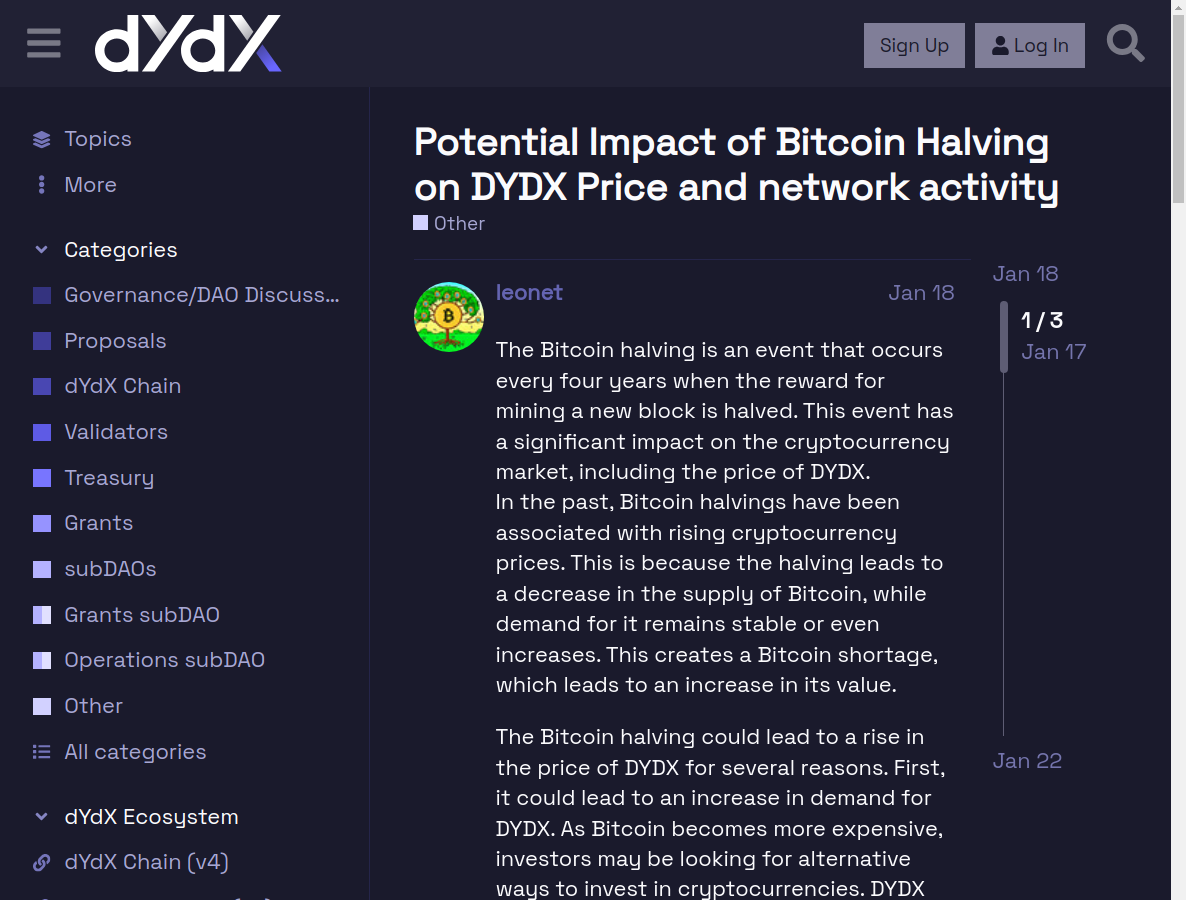 dYdX
Sign Up
Log In
Topics
More
Categories
Governance/DAO Discuss...
Proposals
dYdX Chain
Validators
Treasury
Grants
subDAOs
Grants subDAO
Operations subDAO
Other
All categories
dYdX Ecosystem
dYdX Chain (v4)
Potential Impact of Bitcoin Halving
on DYDX Price and network activity
Other
leonet
Jan 18
The Bitcoin halving is an event that occurs
every four years when the reward for
mining a new block is halved. This event has
a significant impact on the cryptocurrency
market, including the price of DYDX.
In the past, Bitcoin halvings have been
associated with rising cryptocurrency
prices. This is because the halving leads to
a decrease in the supply of Bitcoin, while
demand for it remains stable or even
increases. This creates a Bitcoin shortage,
which leads to an increase in its value.
The Bitcoin halving could lead to a rise in
the price of DYDX for several reasons. First,
it could lead to an increase in demand for
DYDX. As Bitcoin becomes more expensive,
investors may be looking for alternative
ways to invest in cryptocurrencies. DYDX
Jan 18
1 / 3
Jan 17
Jan 22